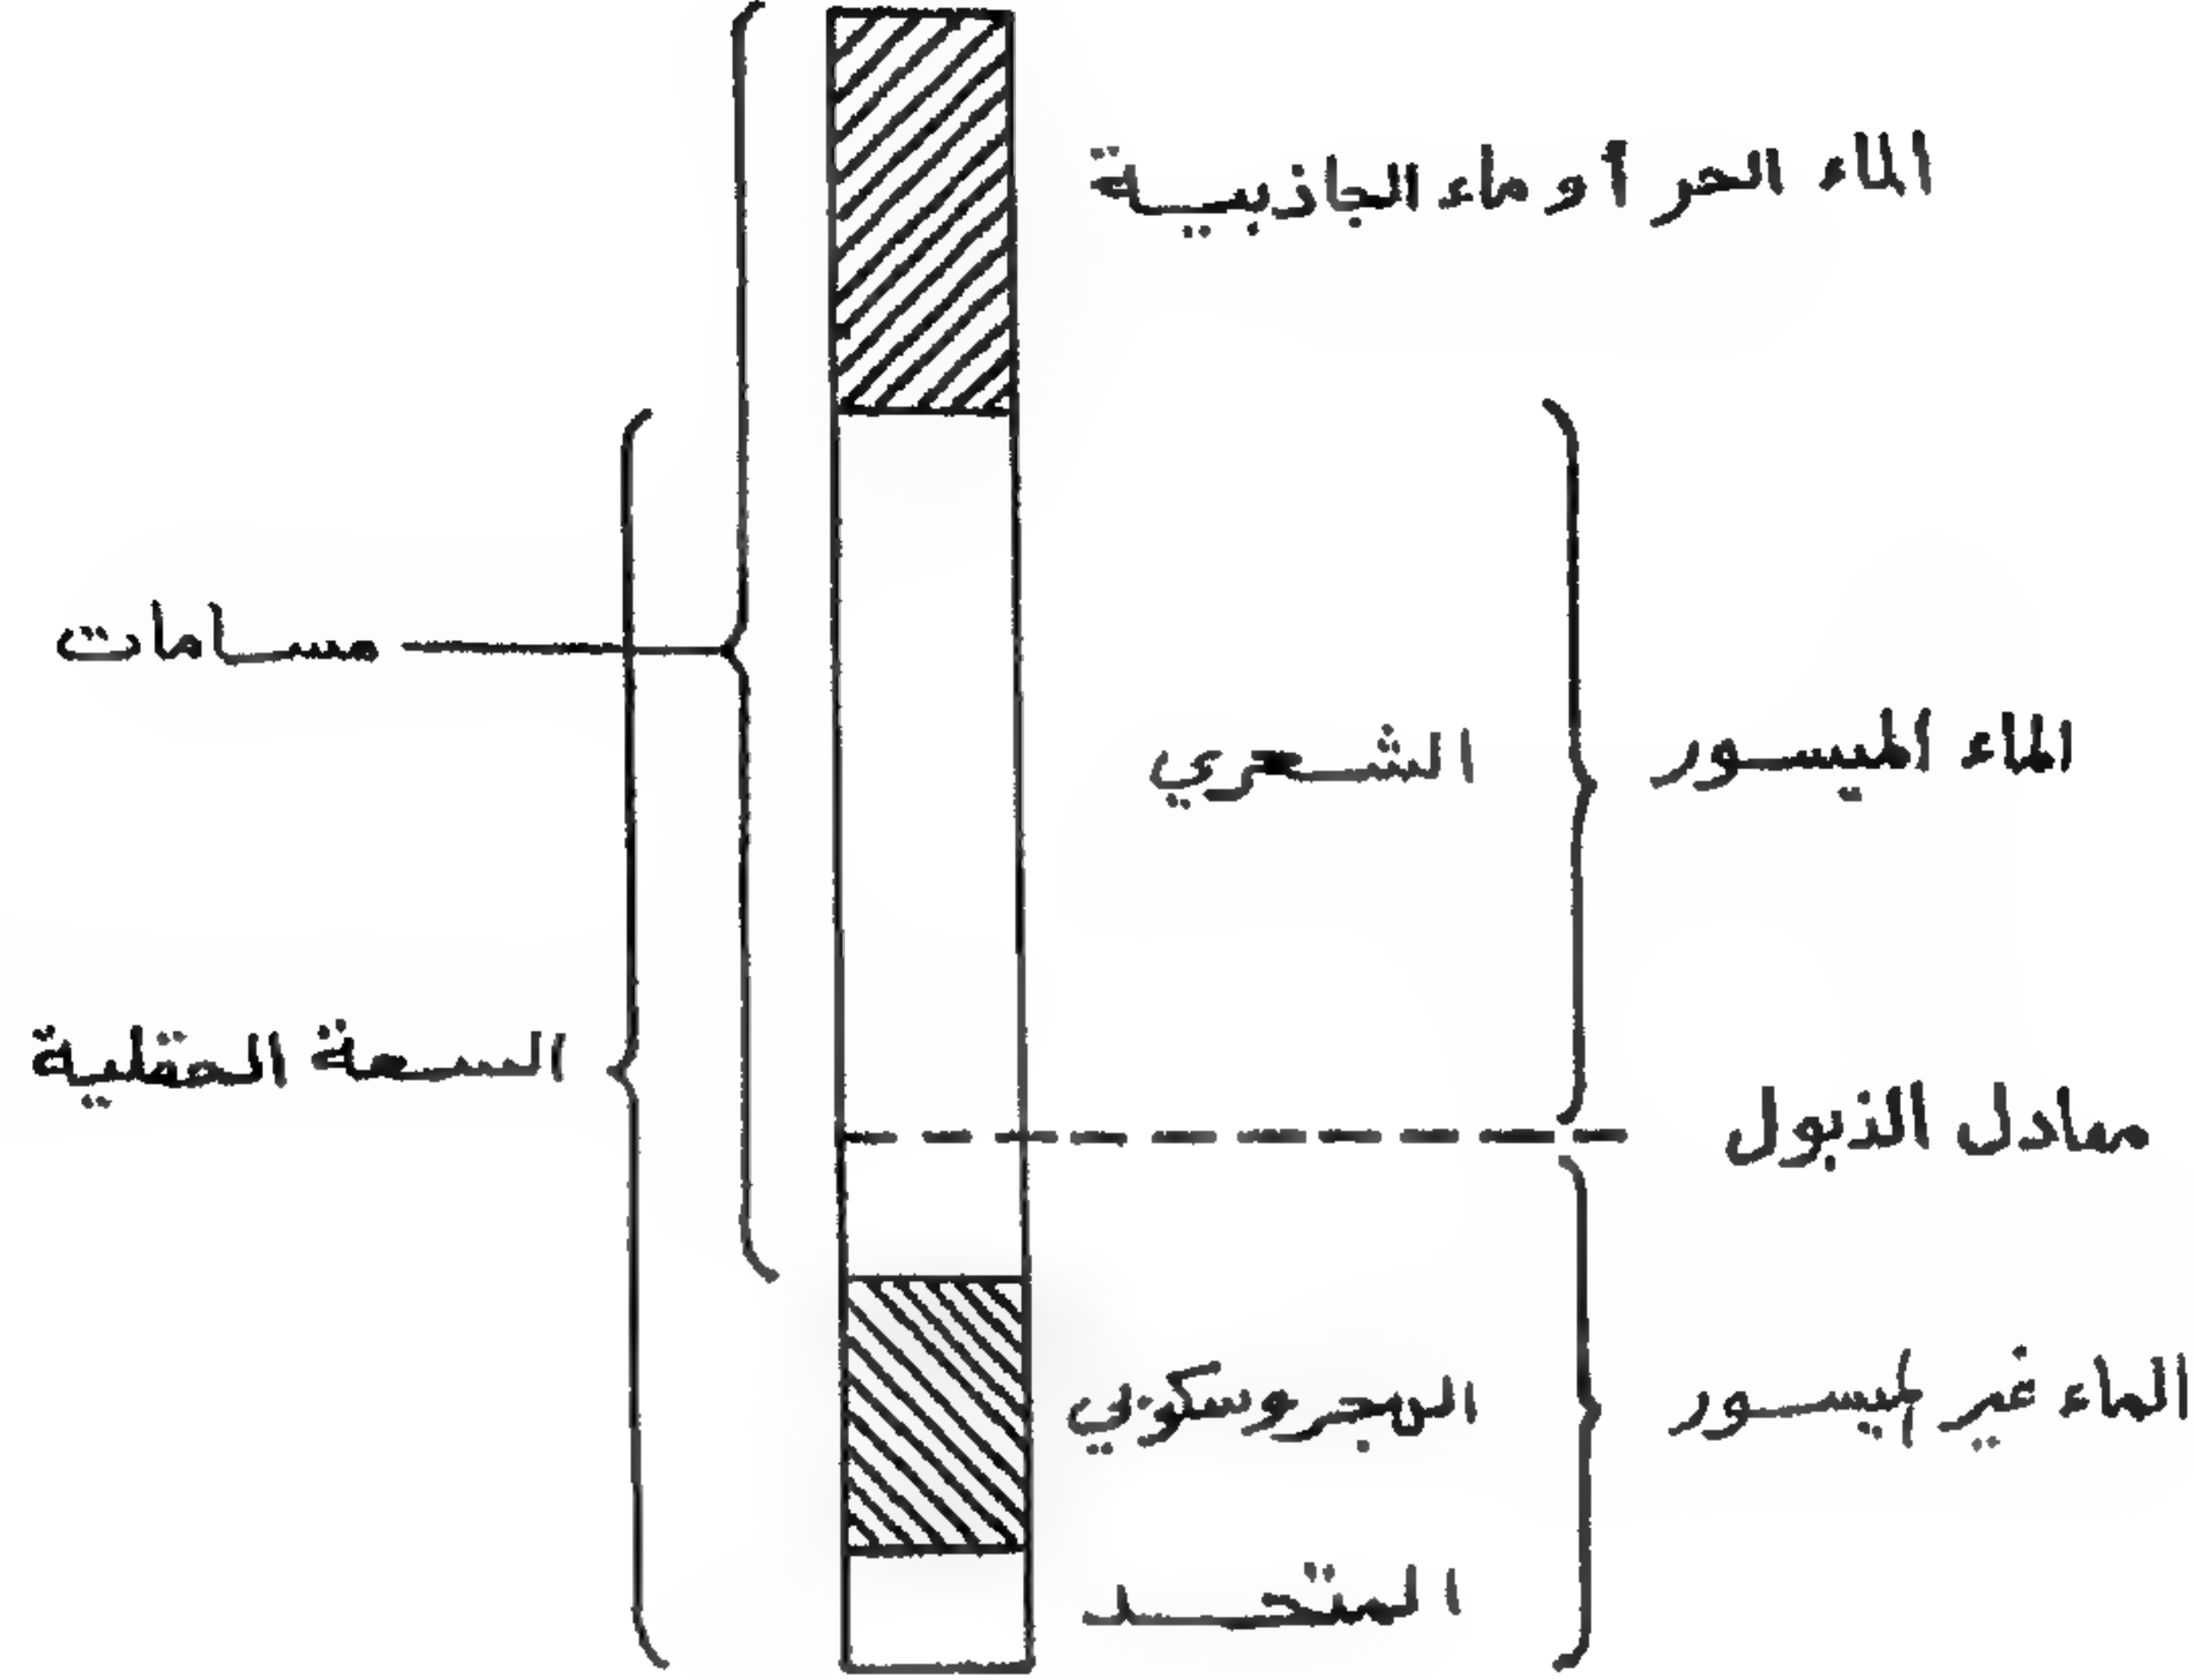 الماء الحر أو ماء الجاذبية
مسامات
الشعري
الماء الميسور
السعة الحقلية
معادل الذبول
الهجروسكوبي
الماء غير الميسور
المتحد